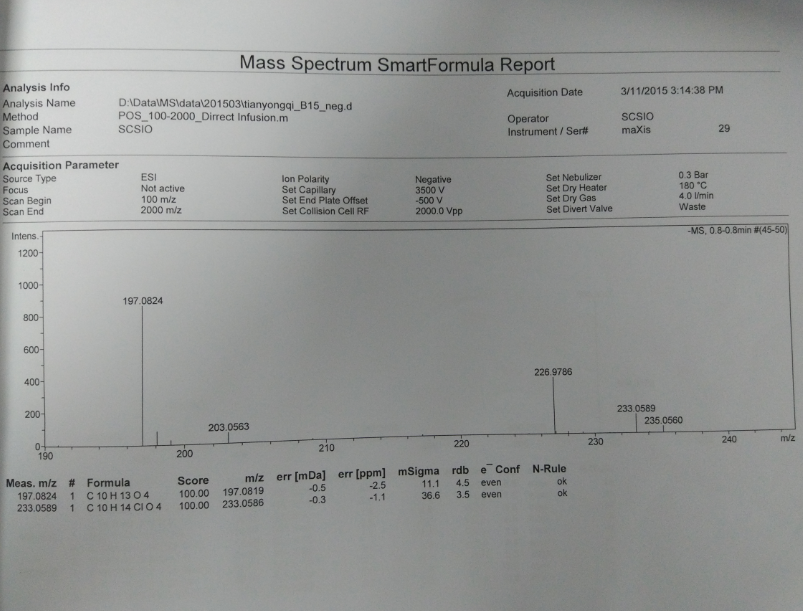 Mass Spectrum SmartFormula Report
Analysis Info
Acquisition Date 3/11/2015 3:14:38 PM
Analysis Name D:\Data\MS\data\201503\tianyongqi_B15_neg.d
Method POS_100-2000_Dirrect Infusion.m
Operator SCSIO
Sample Name SCSIO
Instrument / Ser# maXis 29
Comment
Acquisition Parameter
Source Type ESI Ion Polarity Negative Set Nebulizer 0.3 Bar
Focus Not active Set Capillary 3500 V Set Dry Heater 180 °C
Scan Begin 100 m/z Set End Plate Offset -500 V Set Dry Gas 4.0 l/min
Scan End 2000 m/z Set Collision Cell RF 2000.0 Vpp Set Divert Valve Waste
Intens.
-MS, 0.8-0.8min #(45-50)
1200
1000
197.0824
800
600
400
226.9786
200
203.0563
233.0589
235.0560
0
190 200 210 220 230 240 m/z
Meas. m/z # Formula Score m/z err [mDa] err [ppm] mSigma rdb e⁻ Conf N-Rule
197.0824 1 C 10 H 13 O 4 100.00 197.0819 -0.5 -2.5 11.1 4.5 even ok
233.0589 1 C 10 H 14 Cl O 4 100.00 233.0586 -0.3 -1.1 36.6 3.5 even ok